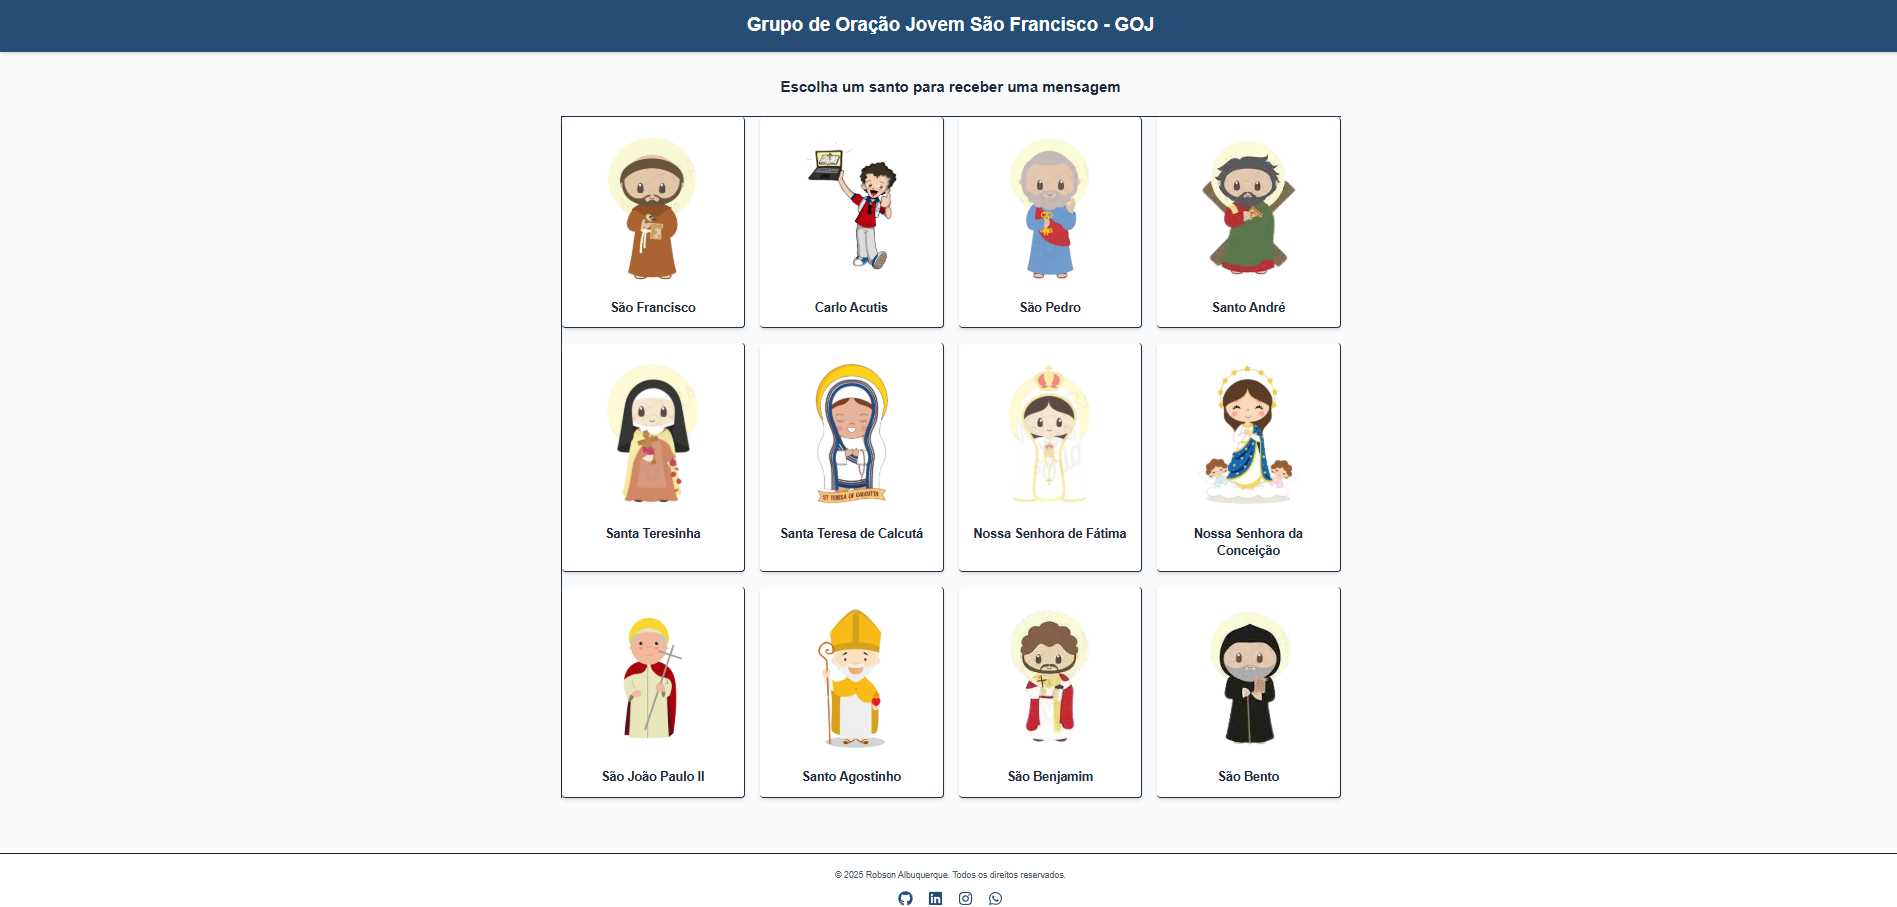 Grupo de Oração Jovem São Francisco - GOJ
Escolha um santo para receber uma mensagem
São Francisco
Carlo Acutis
São Pedro
Santo André
Santa Teresinha
ST TERESA OF CALCUTTA
Santa Teresa de Calcutá
Nossa Senhora de Fátima
Nossa Senhora da
Conceição
São João Paulo II
Santo Agostinho
São Benjamim
São Bento
© 2025 Robson Albuquerque. Todos os direitos reservados.